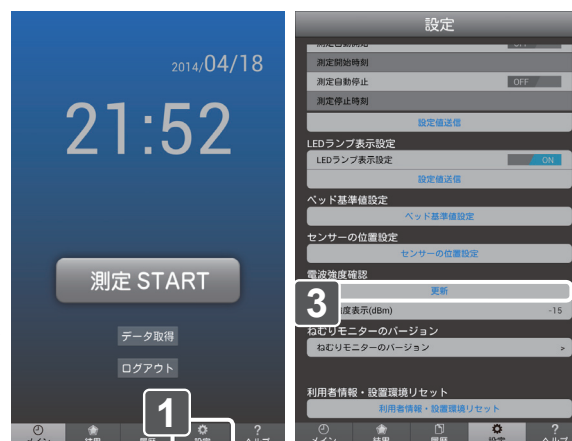 2014/04/18
21:52
測定 START
データ取得
ログアウト
1
メイン
結果
履歴
設定
ヘルプ
設定
測定自動開始
OFF
測定開始時刻
測定自動停止
OFF
測定停止時刻
設定値送信
LEDランプ表示設定
LEDランプ表示設定
ON
設定値送信
ベッド基準値設定
ベッド基準値設定
センサーの位置設定
センサーの位置設定
電波強度確認
更新
3
度表示(dBm)
-15
ねむりモニターのバージョン
ねむりモニターのバージョン
>
利用者情報・設置環境リセット
利用者情報・設置環境リセット
メイン
結果
履歴
設定
ヘルプ